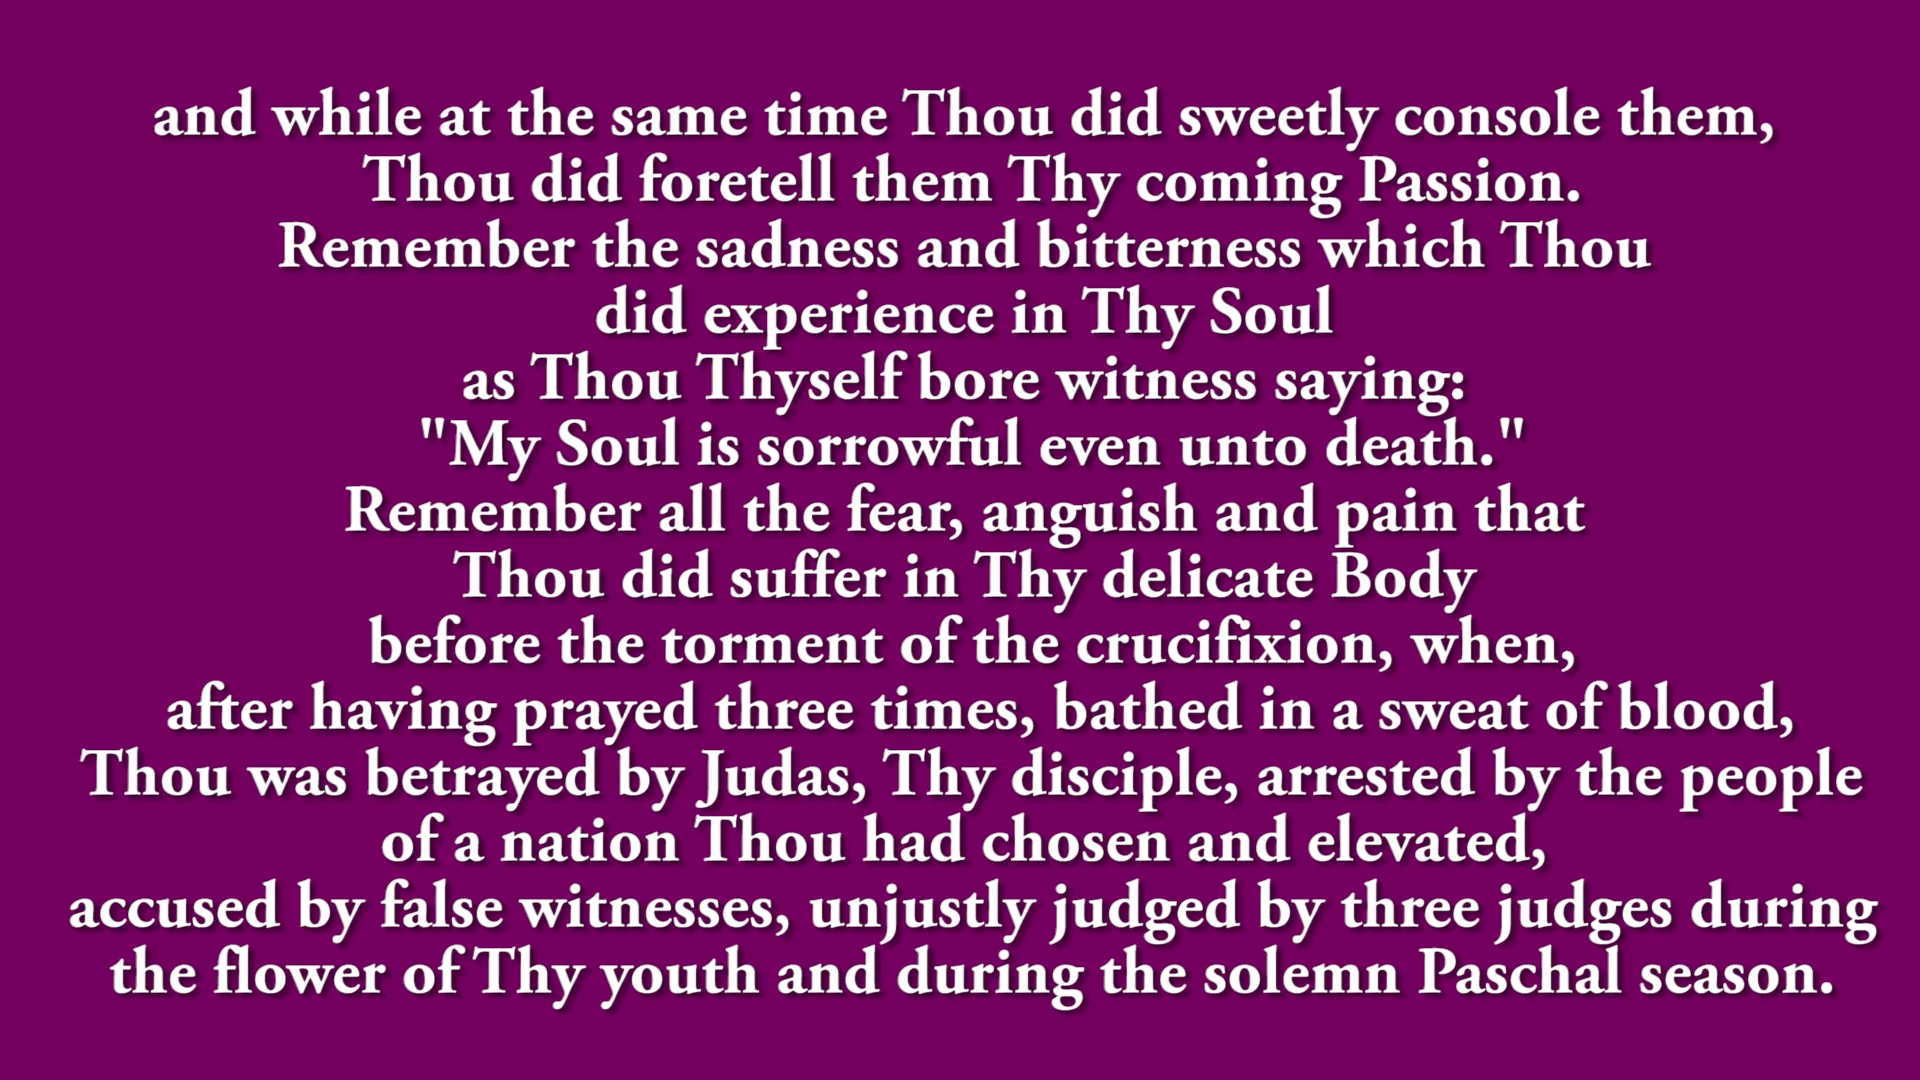 and while at the same time Thou did sweetly console them,
Thou did foretell them Thy coming Passion.
Remember the sadness and bitterness which Thou
did experience in Thy Soul
as Thou Thyself bore witness saying:
"My Soul is sorrowful even unto death."
Remember all the fear, anguish and pain that
Thou did suffer in Thy delicate Body
before the torment of the crucifixion, when,
after having prayed three times, bathed in a sweat of blood,
Thou was betrayed by Judas, Thy disciple, arrested by the people
of a nation Thou had chosen and elevated,
accused by false witnesses, unjustly judged by three judges during
the flower of Thy youth and during the solemn Paschal season.